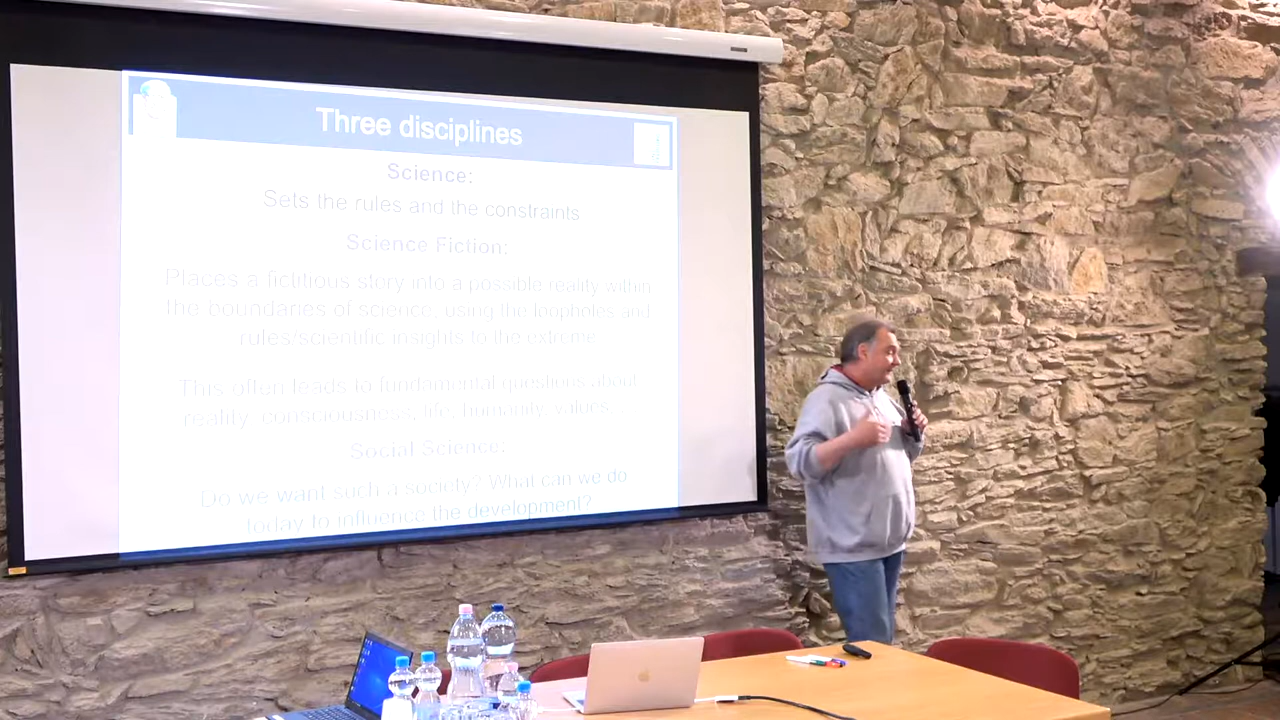 Three disciplines
Science:
Sets the rules and the constraints
Science Fiction:
Places a fictitious story into a possible reality within
the boundaries of science, using the loopholes and
rules/scientific insights to the extreme
This often leads to fundamental questions about
reality, consciousness, life, humanity, values,
Social Science:
Do we want such a society? What can we do
today to influence the development?